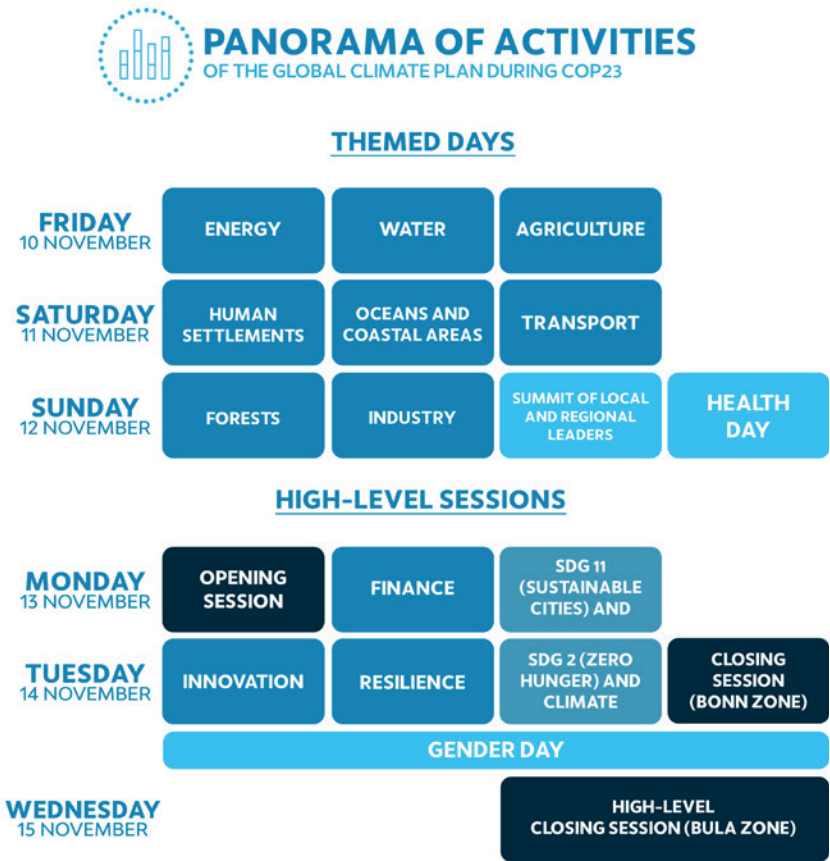 PANORAMA OF ACTIVITIES
OF THE GLOBAL CLIMATE PLAN DURING COP23
THEMED DAYS
FRIDAY
10 NOVEMBER
ENERGY
WATER
AGRICULTURE
SATURDAY
11 NOVEMBER
HUMAN
SETTLEMENTS
OCEANS AND
COASTAL AREAS
TRANSPORT
SUNDAY
12 NOVEMBER
FORESTS
INDUSTRY
SUMMIT OF LOCAL
AND REGIONAL
LEADERS
HEALTH
DAY
HIGH-LEVEL SESSIONS
MONDAY
13 NOVEMBER
OPENING
SESSION
FINANCE
SDG 11
(SUSTAINABLE
CITIES) AND
TUESDAY
14 NOVEMBER
INNOVATION
RESILIENCE
SDG 2 (ZERO
HUNGER) AND
CLIMATE
CLOSING
SESSION
(BONN ZONE)
GENDER DAY
WEDNESDAY
15 NOVEMBER
HIGH-LEVEL
CLOSING SESSION (BULA ZONE)